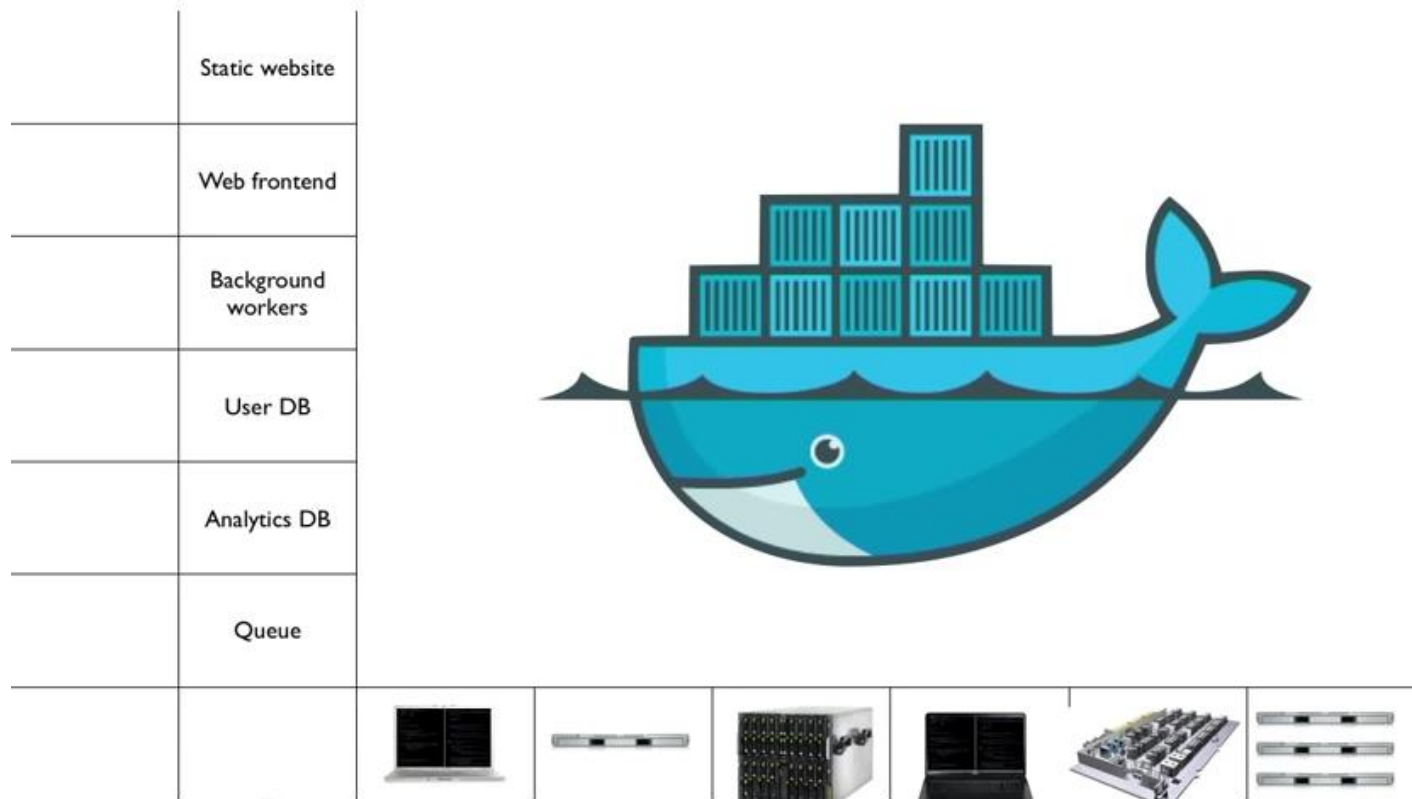 Static website
Web frontend
Background
workers
User DB
Analytics DB
Queue